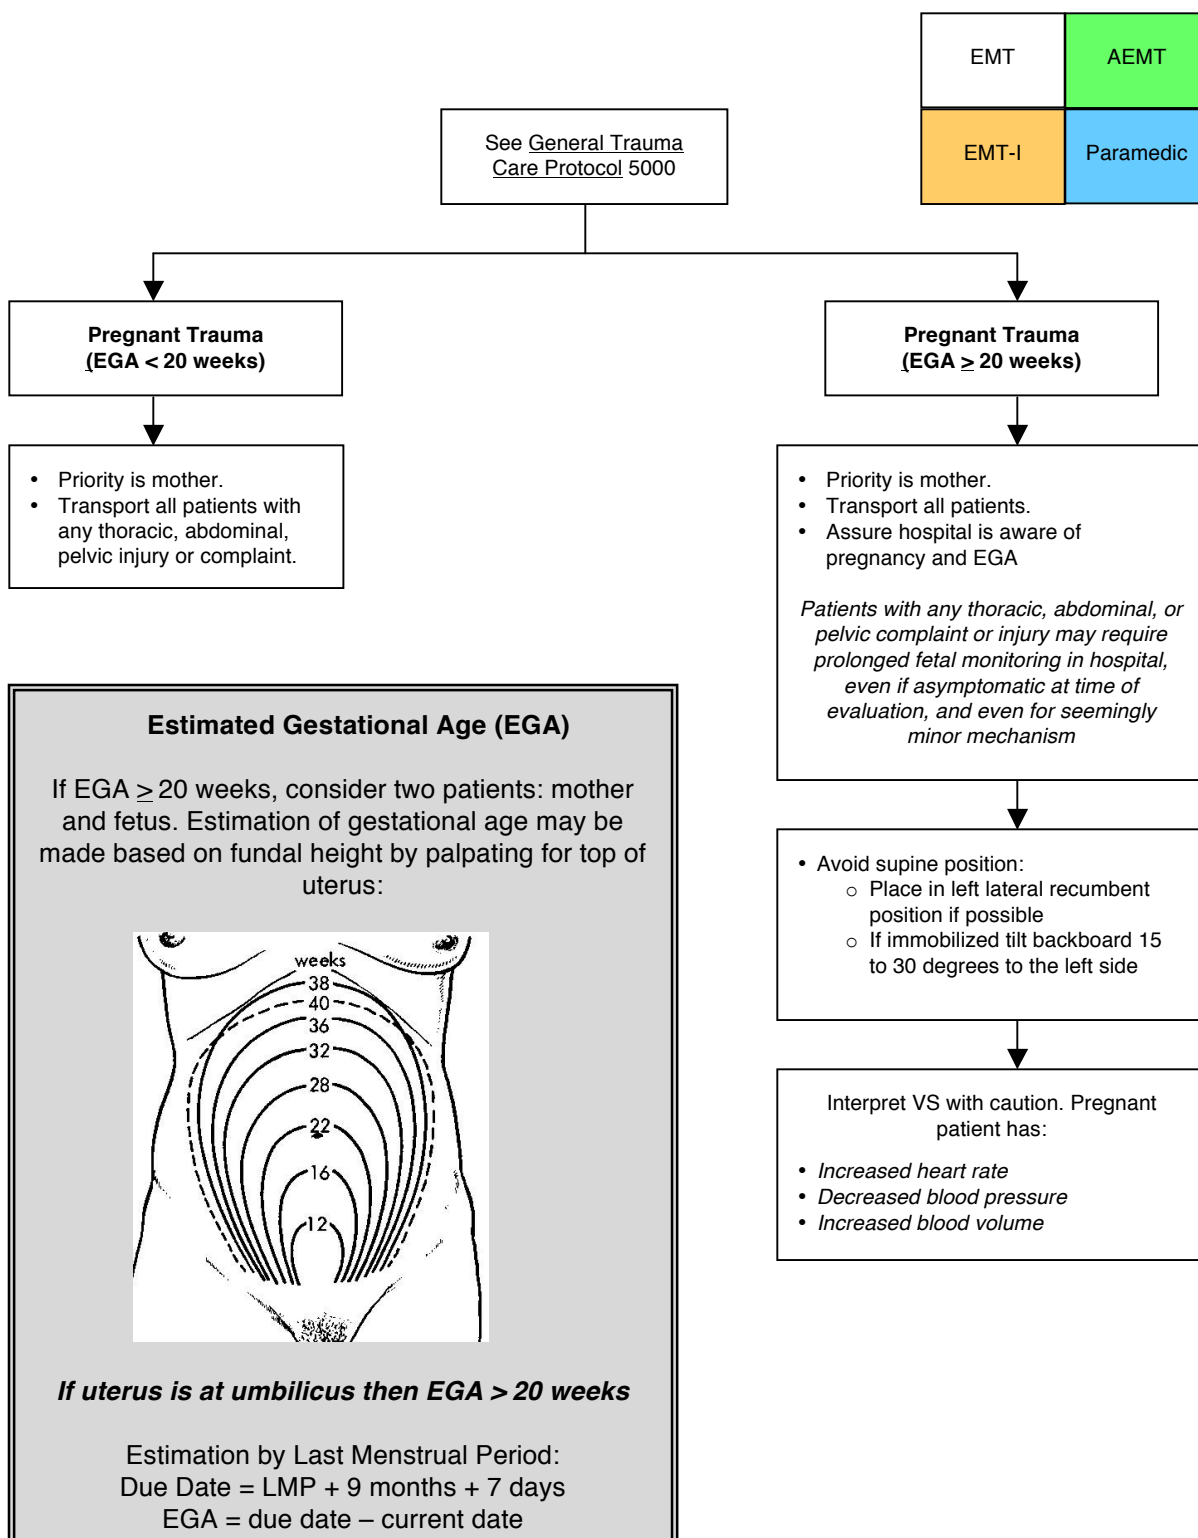 EMT
AEMT
EMT-I
Paramedic
See General Trauma
Care Protocol 5000
Pregnant Trauma
(EGA < 20 weeks)
• Priority is mother.
• Transport all patients with
any thoracic, abdominal,
pelvic injury or complaint.
Pregnant Trauma
(EGA ≥ 20 weeks)
• Priority is mother.
• Transport all patients.
• Assure hospital is aware of
pregnancy and EGA
Patients with any thoracic, abdominal, or
pelvic complaint or injury may require
prolonged fetal monitoring in hospital,
even if asymptomatic at time of
evaluation, and even for seemingly
minor mechanism
• Avoid supine position:
o Place in left lateral recumbent
position if possible
o If immobilized tilt backboard 15
to 30 degrees to the left side
Interpret VS with caution. Pregnant
patient has:
• Increased heart rate
• Decreased blood pressure
• Increased blood volume
Estimated Gestational Age (EGA)
If EGA ≥ 20 weeks, consider two patients: mother
and fetus. Estimation of gestational age may be
made based on fundal height by palpating for top of
uterus:
weeks
38
40
36
32
28
22
16
12
If uterus is at umbilicus then EGA > 20 weeks
Estimation by Last Menstrual Period:
Due Date = LMP + 9 months + 7 days
EGA = due date – current date